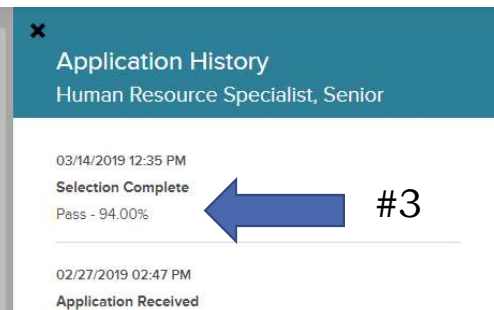 Application History
Human Resource Specialist, Senior
03/14/2019 12:35 PM
Selection Complete
Pass - 94.00%
#3
02/27/2019 02:47 PM
Application Received